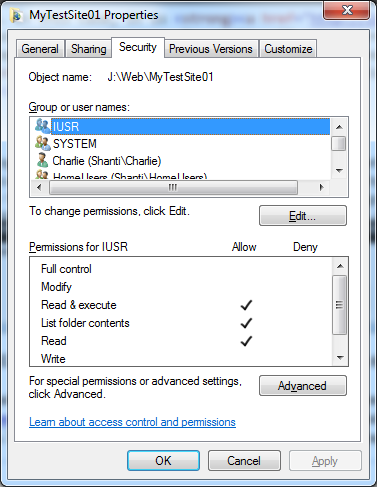 MyTestSite01 Properties
General Sharing Security Previous Versions Customize
Object name: J:\Web\MyTestSite01
Group or user names:
IUSR
SYSTEM
Charlie (Shanti\Charlie)
HomeUsers (Shanti\HomeUsers)
To change permissions, click Edit.
Edit...
Permissions for IUSR Allow Deny
Full control
Modify
Read & execute
List folder contents
Read
Write
For special permissions or advanced settings,
click Advanced.
Advanced
Learn about access control and permissions
OK Cancel Apply